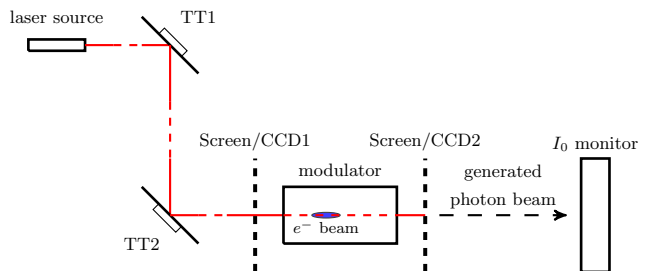 laser source
TT1
Screen/CCD1
Screen/CCD2
I₀ monitor
modulator
generated
photon beam
e⁻ beam
TT2